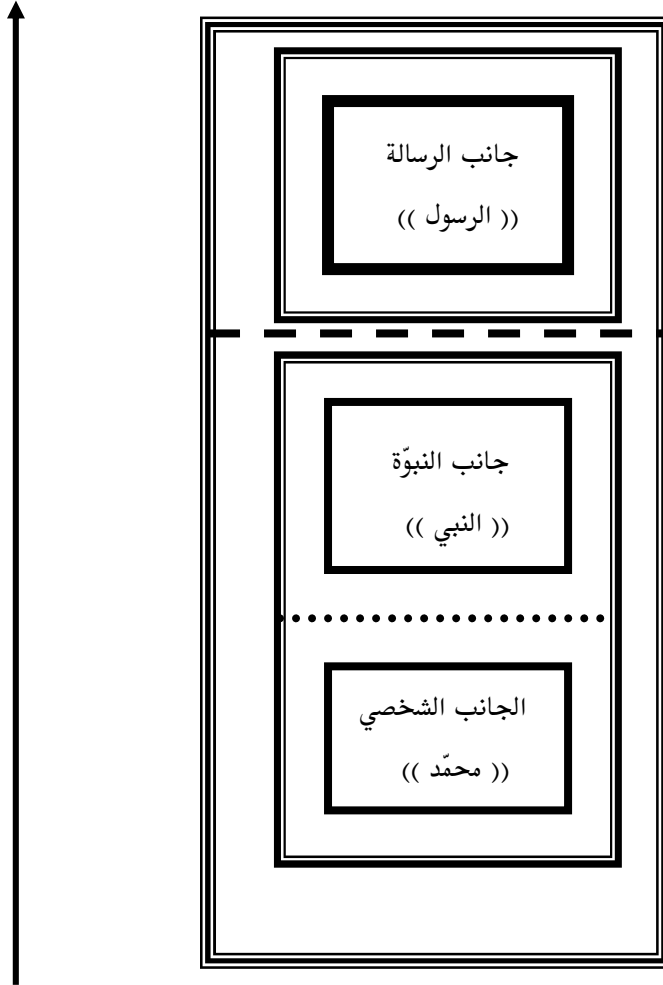 جانب الرسالة
(( الرسول ))
جانب النبوّة
(( النبي ))
الجانب الشخصي
(( محمّد ))